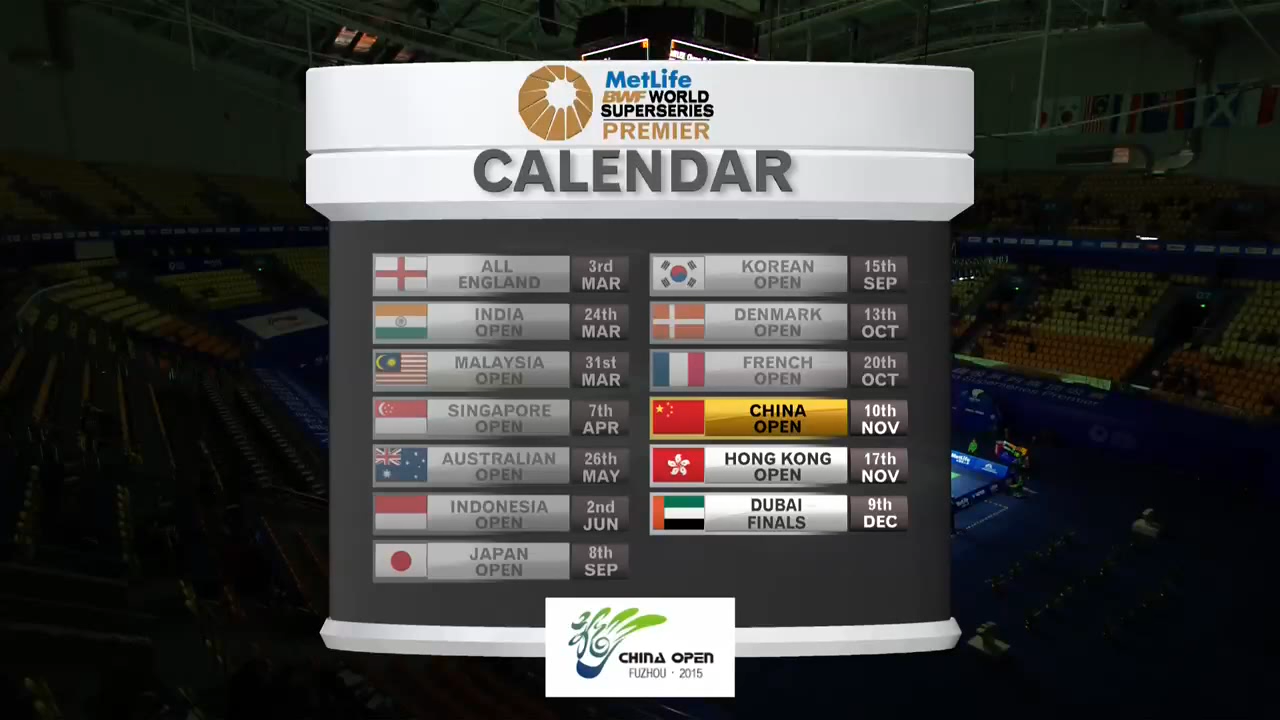 MetLife
BWF WORLD
SUPERSERIES
PREMIER
CALENDAR
ALL
ENGLAND
3rd
MAR
INDIA
OPEN
24th
MAR
MALAYSIA
OPEN
31st
MAR
SINGAPORE
OPEN
7th
APR
AUSTRALIAN
OPEN
26th
MAY
INDONESIA
OPEN
2nd
JUN
JAPAN
OPEN
8th
SEP
KOREAN
OPEN
15th
SEP
DENMARK
OPEN
13th
OCT
FRENCH
OPEN
20th
OCT
CHINA
OPEN
10th
NOV
HONG KONG
OPEN
17th
NOV
DUBAI
FINALS
9th
DEC
CHINA OPEN
FUZHOU · 2015
MetLife